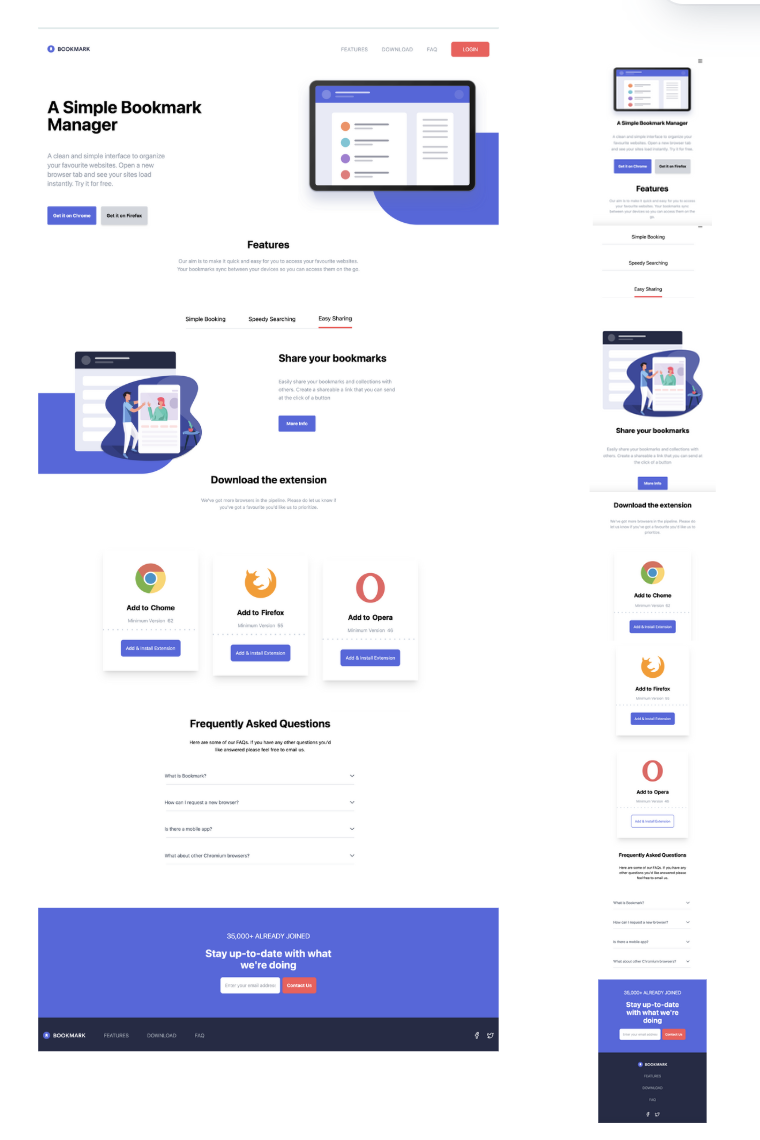 BOOKMARK
FEATURES DOWNLOAD FAQ LOGIN
A Simple Bookmark
Manager
A clean and simple interface to organize
your favourite websites. Open a new
browser tab and see your sites load
instantly. Try it for free.
Get it on Chrome Get it on Firefox
Features
Our aim is to make it quick and easy for you to access your favourite websites.
Your bookmarks sync between your devices so you can access them on the go.
Simple Booking Speedy Searching Easy Sharing
Share your bookmarks
Easily share your bookmarks and collections with
others. Create a shareable a link that you can send
at the click of a button
More Info
Download the extension
We've got more browsers in the pipeline. Please do let us know if
you've got a favourite you'd like us to prioritize.
Add to Chome
Minimum Version 62
Add & Install Extension
Add to Firefox
Minimum Version 55
Add & Install Extension
Add to Opera
Minimum Version 46
Add & Install Extension
Frequently Asked Questions
Here are some of our FAQs. If you have any other questions you'd
like answered please feel free to email us.
What is Bookmark?
How can I request a new browser?
Is there a mobile app?
What about other Chromium browsers?
35,000+ ALREADY JOINED
Stay up-to-date with what
we're doing
Enter your email address Contact Us
BOOKMARK FEATURES DOWNLOAD FAQ
A Simple Bookmark Manager
A clean and simple interface to organize your
favourite websites. Open a new browser tab
and see your sites load instantly. Try it for free.
Get it on Chrome Get it on Firefox
Features
Our aim is to make it quick and easy for you to access
your favourite websites. Your bookmarks sync
between your devices so you can access them on the
go.
Simple Booking
Speedy Searching
Easy Sharing
Share your bookmarks
Easily share your bookmarks and collections with
others. Create a shareable a link that you can send at
the click of a button
More Info
Download the extension
We've got more browsers in the pipeline. Please do
let us know if you've got a favourite you'd like us to
prioritize.
Add to Chome
Minimum Version
Add & Install Extension
Add to Firefox
Minimum Version
Add & Install Extension
Add to Opera
Minimum Version
Add & Install Extension
Frequently Asked Questions
Here are some of our FAQs. If you have any
other questions you'd like answered please
feel free to email us.
What is Bookmark?
How can I request a new browser?
Is there a mobile app?
What about other Chromium browsers?
35,000+ ALREADY JOINED
Stay up-to-date
with what we're
doing
Enter your email address Contact Us
BOOKMARK
FEATURES
DOWNLOAD
FAQ